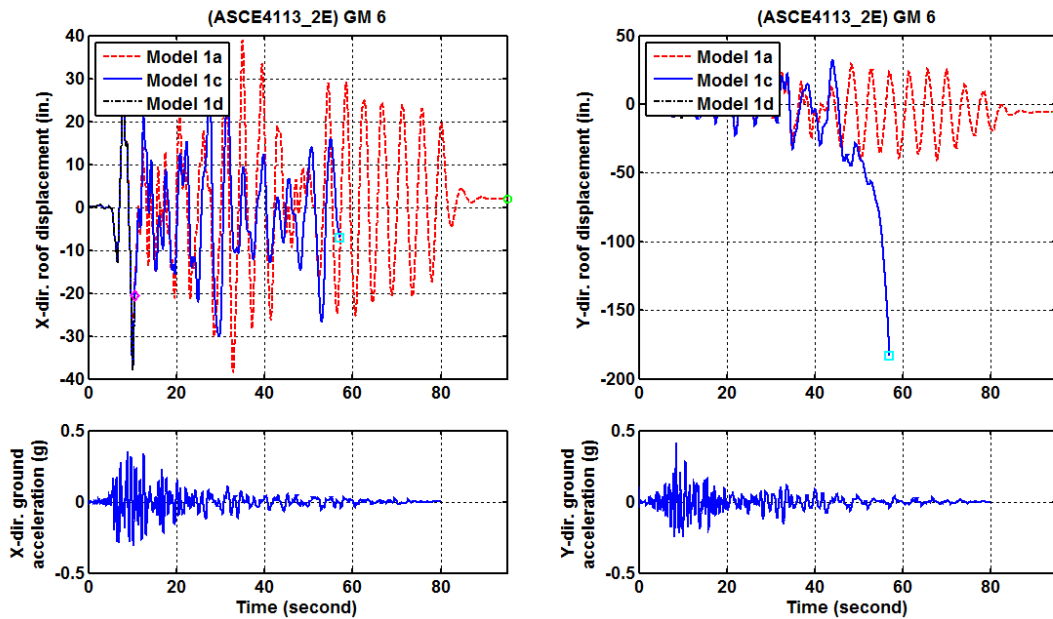 (ASCE4113_2E) GM 6
40
30
20
10
0
-10
-20
-30
-40
X-dir. roof displacement (in.)
Model 1a
Model 1c
Model 1d
0
20
40
60
80
(ASCE4113_2E) GM 6
50
0
-50
-100
-150
-200
Y-dir. roof displacement (in.)
Model 1a
Model 1c
Model 1d
0
20
40
60
80
0.5
0
-0.5
X-dir. ground
acceleration (g)
0
20
40
60
80
Time (second)
0.5
0
-0.5
Y-dir. ground
acceleration (g)
0
20
40
60
80
Time (second)